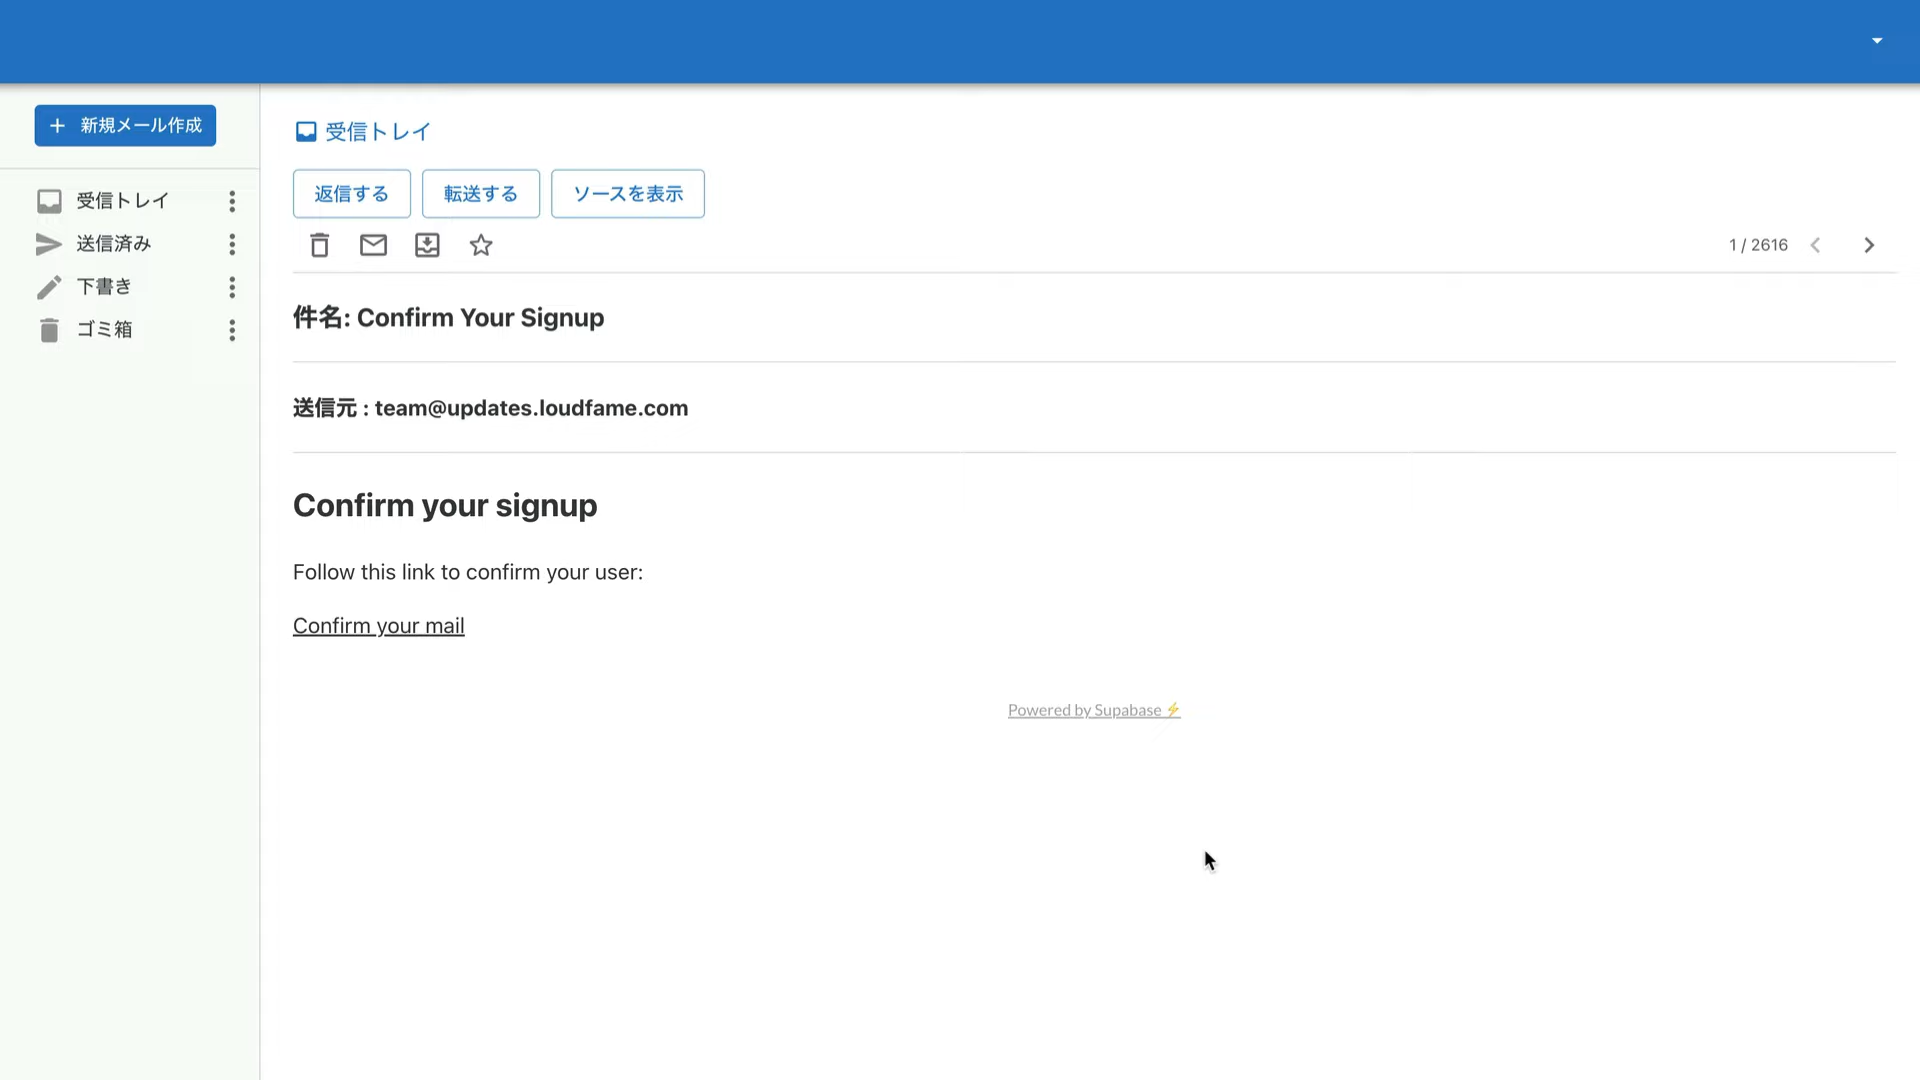 新規メール作成
受信トレイ
送信済み
下書き
ゴミ箱
受信トレイ
返信する 転送する ソースを表示
1 / 2616
件名: Confirm Your Signup
送信元 : team@updates.loudfame.com
Confirm your signup
Follow this link to confirm your user:
Confirm your mail
Powered by Supabase ⚡